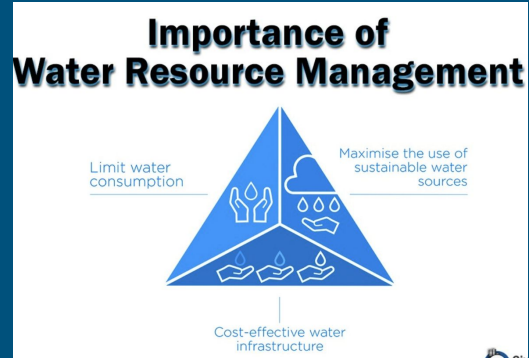 Importance of
Water Resource Management
Limit water
consumption
Maximise the use of
sustainable water
sources
Cost-effective water
infrastructure